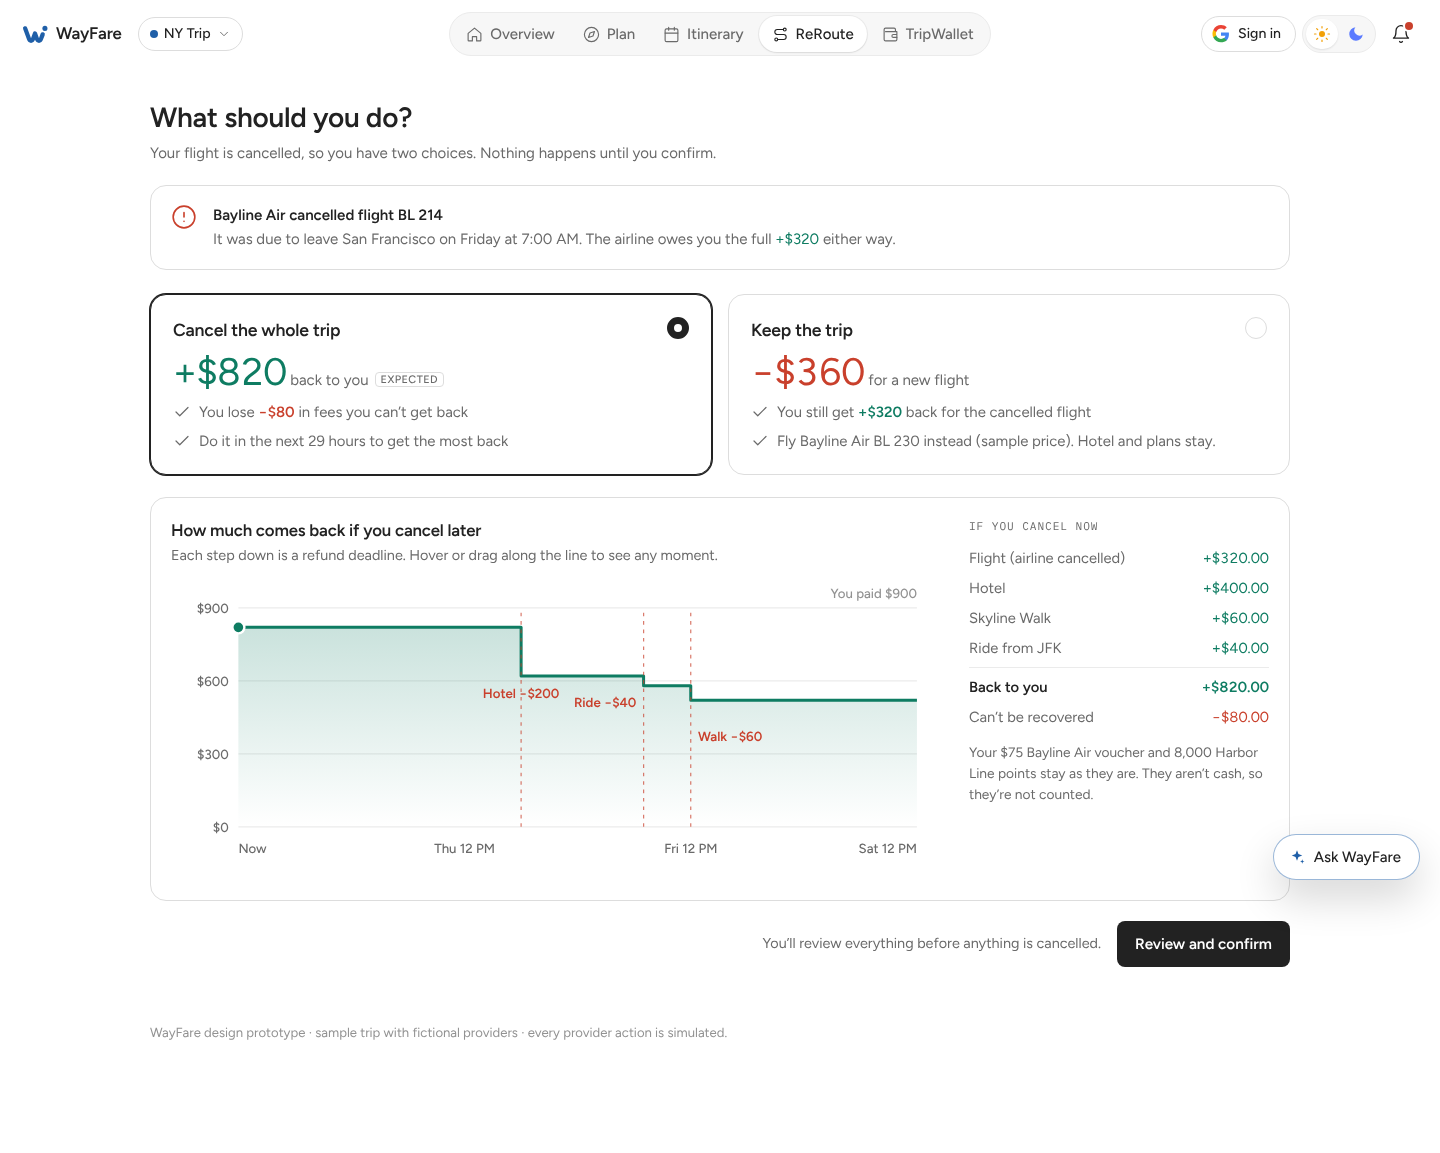 WayFare
NY Trip
Overview
Plan
Itinerary
ReRoute
TripWallet
Sign in
What should you do?
Your flight is cancelled, so you have two choices. Nothing happens until you confirm.
Bayline Air cancelled flight BL 214
It was due to leave San Francisco on Friday at 7:00 AM. The airline owes you the full +$320 either way.
Cancel the whole trip
+$820 back to you EXPECTED
You lose −$80 in fees you can’t get back
Do it in the next 29 hours to get the most back
Keep the trip
−$360 for a new flight
You still get +$320 back for the cancelled flight
Fly Bayline Air BL 230 instead (sample price). Hotel and plans stay.
How much comes back if you cancel later
Each step down is a refund deadline. Hover or drag along the line to see any moment.
You paid $900
$900
$600
$300
$0
Hotel −$200
Ride −$40
Walk −$60
Now
Thu 12 PM
Fri 12 PM
Sat 12 PM
IF YOU CANCEL NOW
Flight (airline cancelled) +$320.00
Hotel +$400.00
Skyline Walk +$60.00
Ride from JFK +$40.00
Back to you +$820.00
Can’t be recovered −$80.00
Your $75 Bayline Air voucher and 8,000 Harbor
Line points stay as they are. They aren’t cash, so
they’re not counted.
Ask WayFare
You’ll review everything before anything is cancelled.
Review and confirm
WayFare design prototype · sample trip with fictional providers · every provider action is simulated.